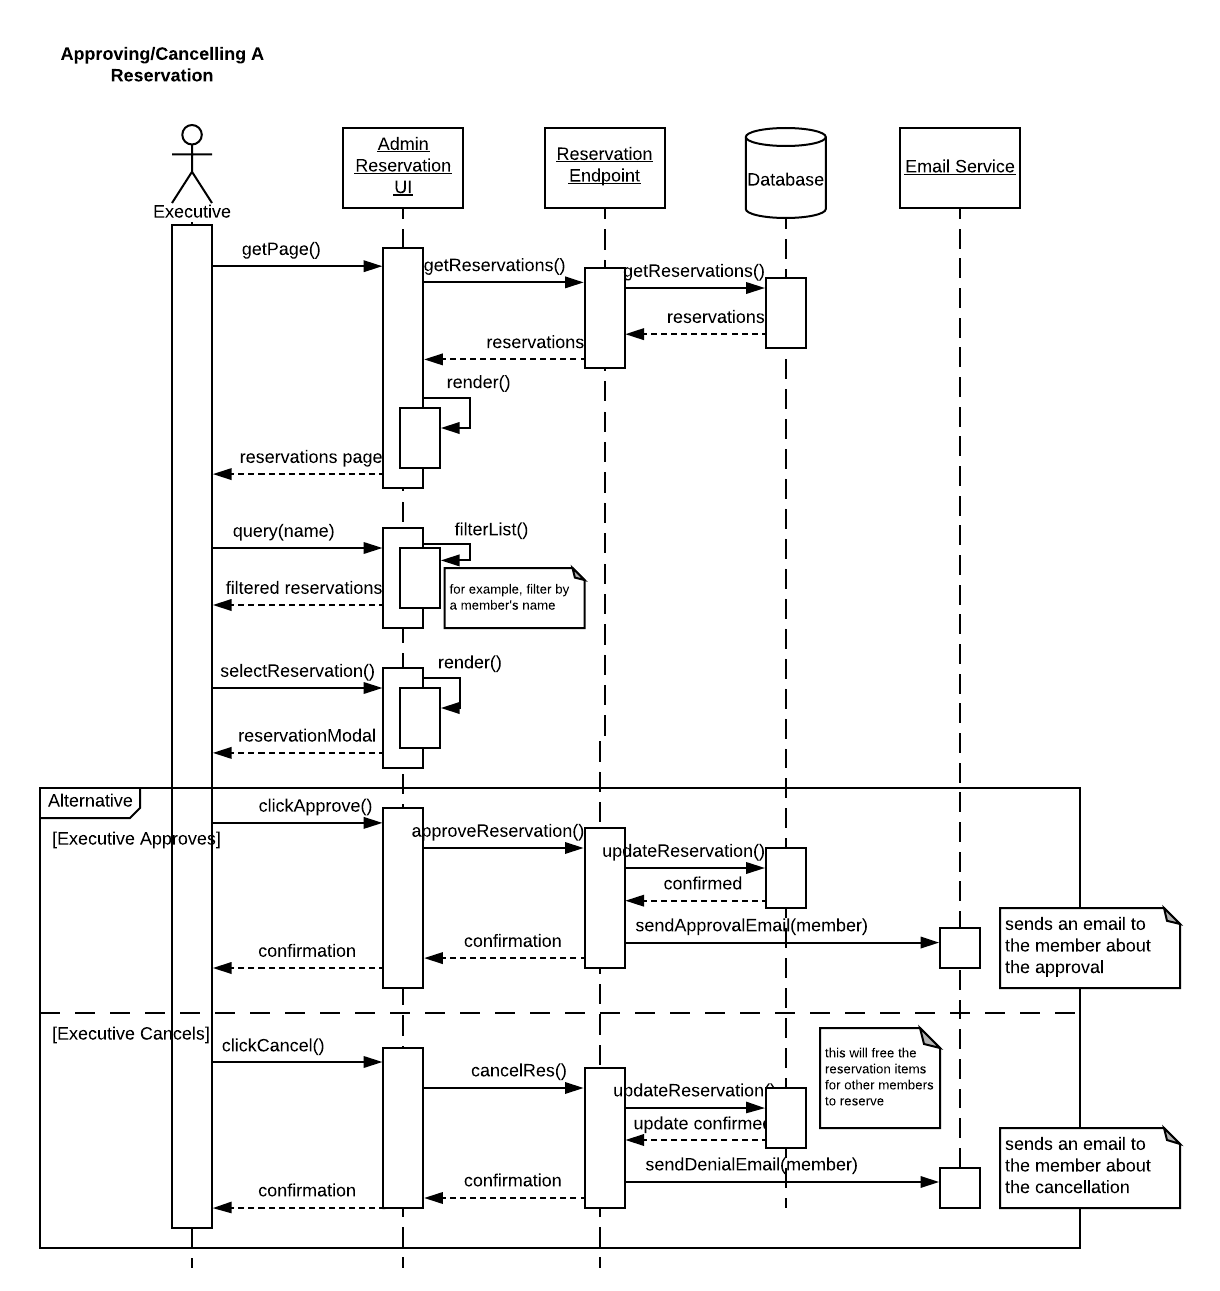 Approving/Cancelling A
Reservation
Executive
Admin
Reservation
UI
Reservation
Endpoint
Database
Email Service
getPage()
getReservations()
getReservations()
reservations
reservations
render()
reservations page
query(name)
filterList()
for example, filter by
a member's name
filtered reservations
selectReservation()
render()
reservationModal
Alternative
clickApprove()
[Executive Approves]
approveReservation()
updateReservation()
confirmed
sendApprovalEmail(member)
sends an email to
the member about
the approval
confirmation
confirmation
[Executive Cancels]
clickCancel()
this will free the
reservation items
for other members
to reserve
cancelRes()
updateReservation()
update confirmed
sendDenialEmail(member)
sends an email to
the member about
the cancellation
confirmation
confirmation